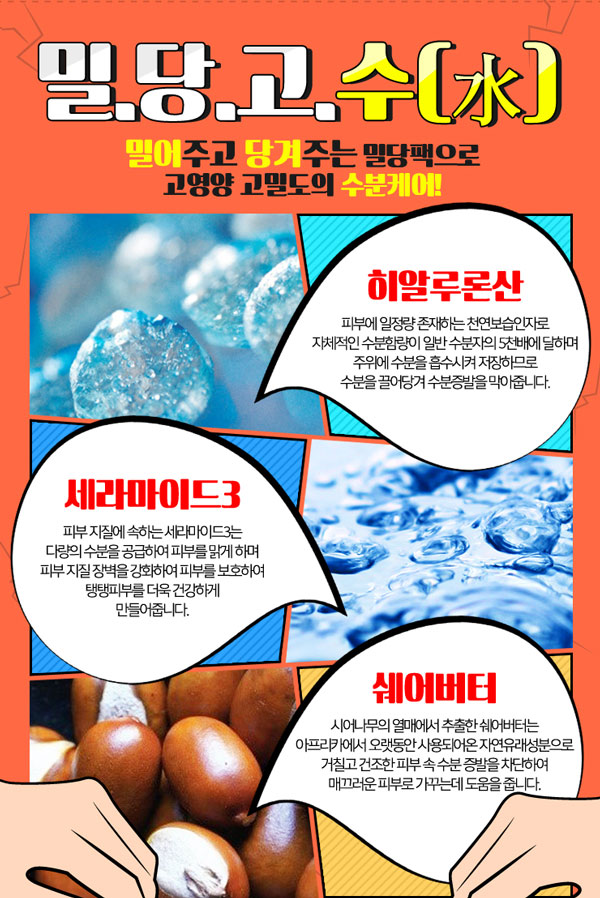 밀,당,고,수(水)
밀어주고 당겨주는 밀당팩으로
고영양 고밀도의 수분케어!
히알루론산
피부에 일정량 존재하는 천연보습인자로
자체적인 수분함량이 일반 수분자의 5천배에 달하며
주위에 수분을 흡수시켜 저장하므로
수분을 끌어당겨 수분증발을 막아줍니다.
세라마이드3
피부 지질에 속하는 세라마이드3는
다량의 수분을 공급하여 피부를 맑게 하며
피부 지질 장벽을 강화하여 피부를 보호하여
탱탱피부를 더욱 건강하게
만들어줍니다.
쉐어버터
시어나무의 열매에서 추출한 쉐어버터는
아프리카에서 오랫동안 사용되어온 자연유래성분으로
거칠고 건조한 피부 속 수분 증발을 차단하여
매끄러운 피부로 가꾸는데 도움을 줍니다.